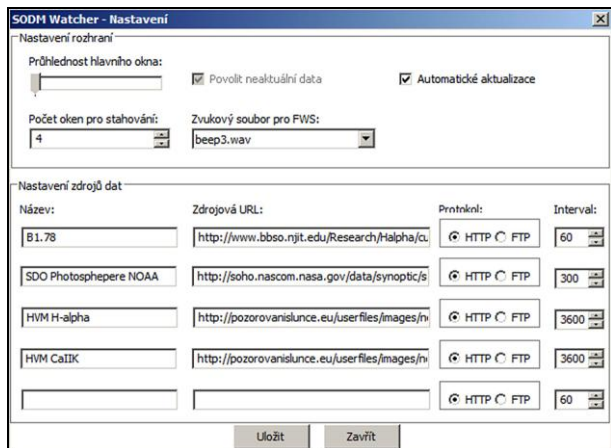 SODM Watcher - Nastavení
Nastavení rozhraní
Průhlednost hlavního okna:
Povolit neaktuální data
Automatické aktualizace
Počet oken pro stahování:
Zvukový soubor pro FWS:
4
beep3.wav
Nastavení zdrojů dat
Název:
Zdrojová URL:
Protokol:
Interval:
B1.78
http://www.bbso.njit.edu/Research/Halpha/cu
HTTP
FTP
60
SDO Photosphepere NOAA
http://soho.nascom.nasa.gov/data/synoptic/s
HTTP
FTP
300
HVM H-alpha
http://pozorovanislunce.eu/userfiles/images/n
HTTP
FTP
3600
HVM CaIIK
http://pozorovanislunce.eu/userfiles/images/n
HTTP
FTP
3600
HTTP
FTP
60
Uložit
Zavřít